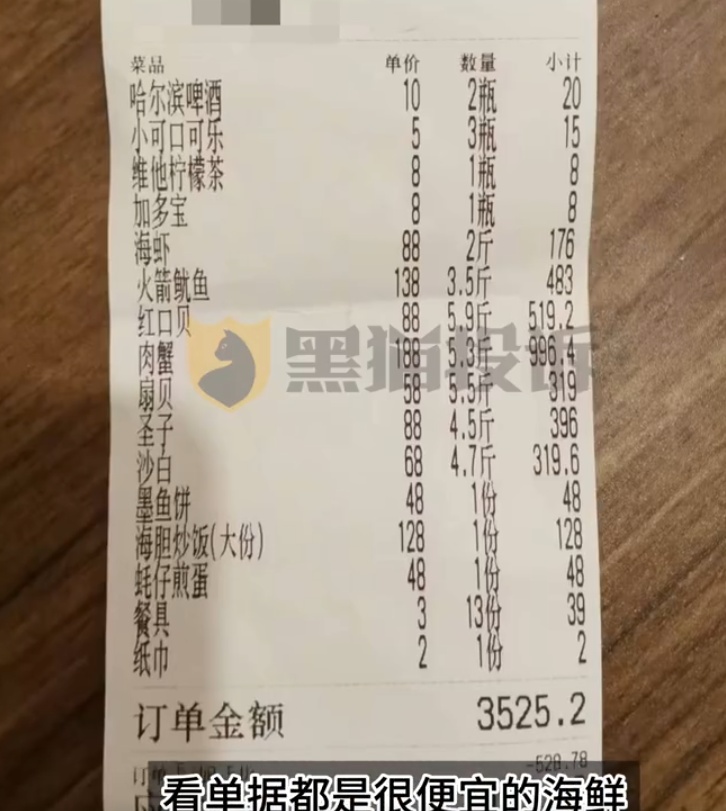 菜品 单价 数量 小计
哈尔滨啤酒 10 2瓶 20
小可口可乐 5 3瓶 15
维他柠檬茶 8 1瓶 8
加多宝 8 1瓶 8
海虾 88 2斤 176
火箭鱿鱼 138 3.5斤 483
红口贝 88 5.9斤 519.2
肉蟹 188 5.3斤 996.4
扇贝 58 5.5斤 319
圣子 88 4.5斤 396
沙白 68 4.7斤 319.6
墨鱼饼 48 1份 48
海胆炒饭(大份) 128 1份 128
蚝仔煎蛋 48 1份 48
餐具 3 13份 39
纸巾 2 1份 2
订单金额 3525.2
-528.78
黑猫投诉
看单据都是很便宜的海鲜